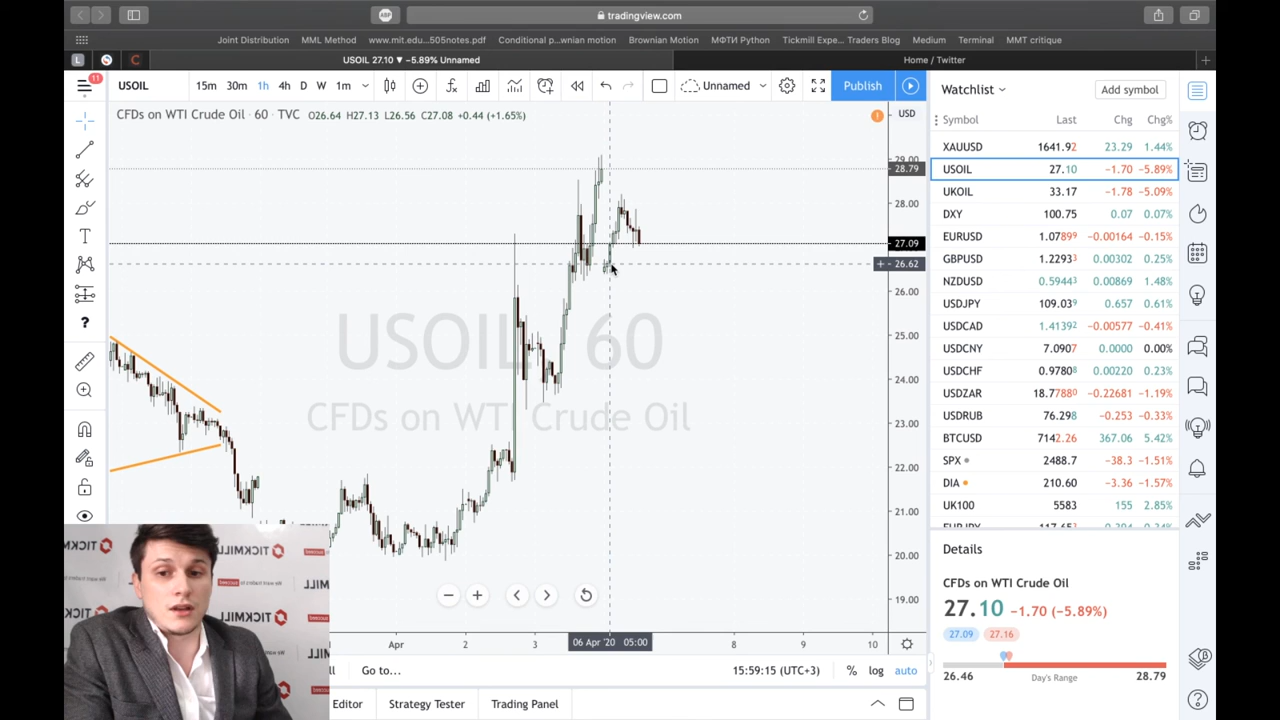 tradingview.com
ABP
Joint Distribution MML Method www.mit.edu...505notes.pdf Conditional p...wnian motion Brownian Motion МФТИ Python Tickmill Expe... Traders Blog Medium Terminal MMT critique
L C USOIL 27.10 ▼ −5.89% Unnamed Home / Twitter
11 USOIL 15m 30m 1h 4h D W 1m Unnamed Publish
Watchlist Add symbol
CFDs on WTI Crude Oil · 60 · TVC O26.64 H27.13 L26.56 C27.08 +0.44 (+1.65%) USD
Symbol Last Chg Chg%
XAUUSD 1641.92 23.29 1.44%
USOIL 27.10 −1.70 −5.89%
UKOIL 33.17 −1.78 −5.09%
DXY 100.75 0.07 0.07%
EURUSD 1.07899 −0.00164 −0.15%
GBPUSD 1.22933 0.00302 0.25%
NZDUSD 0.59443 0.00869 1.48%
USDJPY 109.039 0.657 0.61%
USDCAD 1.41392 −0.00577 −0.41%
USDCNY 7.0907 0.0000 0.00%
USDCHF 0.97808 0.00220 0.23%
USDZAR 18.77880 −0.22681 −1.19%
USDRUB 76.298 −0.253 −0.33%
BTCUSD 7142.26 367.06 5.42%
SPX 2488.7 −38.3 −1.51%
DIA 210.60 −3.36 −1.57%
UK100 5583 155 2.85%
29.00
28.79
28.00
27.09
26.62
26.00
25.00
24.00
23.00
22.00
21.00
20.00
19.00
USOIL 60
CFDs on WTI Crude Oil
Apr 2 3 06 Apr '20 05:00 8 9 10
Go to... 15:59:15 (UTC+3) % log auto
Editor Strategy Tester Trading Panel
Details
CFDs on WTI Crude Oil
27.10 −1.70 (−5.89%)
27.09 27.16
26.46 Day's Range 28.79
TICKMILL